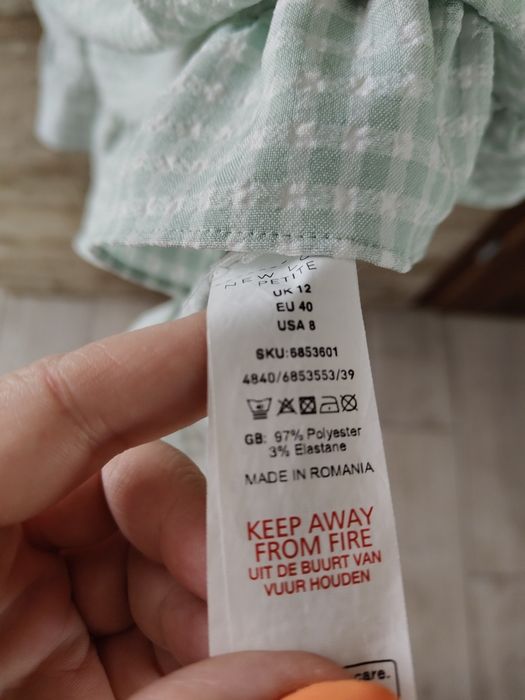 NEW
PETITE
UK 12
EU 40
USA 8
SKU:6853601
4840/6853553/39
GB: 97% Polyester
3% Elastane
MADE IN ROMANIA
KEEP AWAY
FROM FIRE
UIT DE BUURT VAN
VUUR HOUDEN
care.